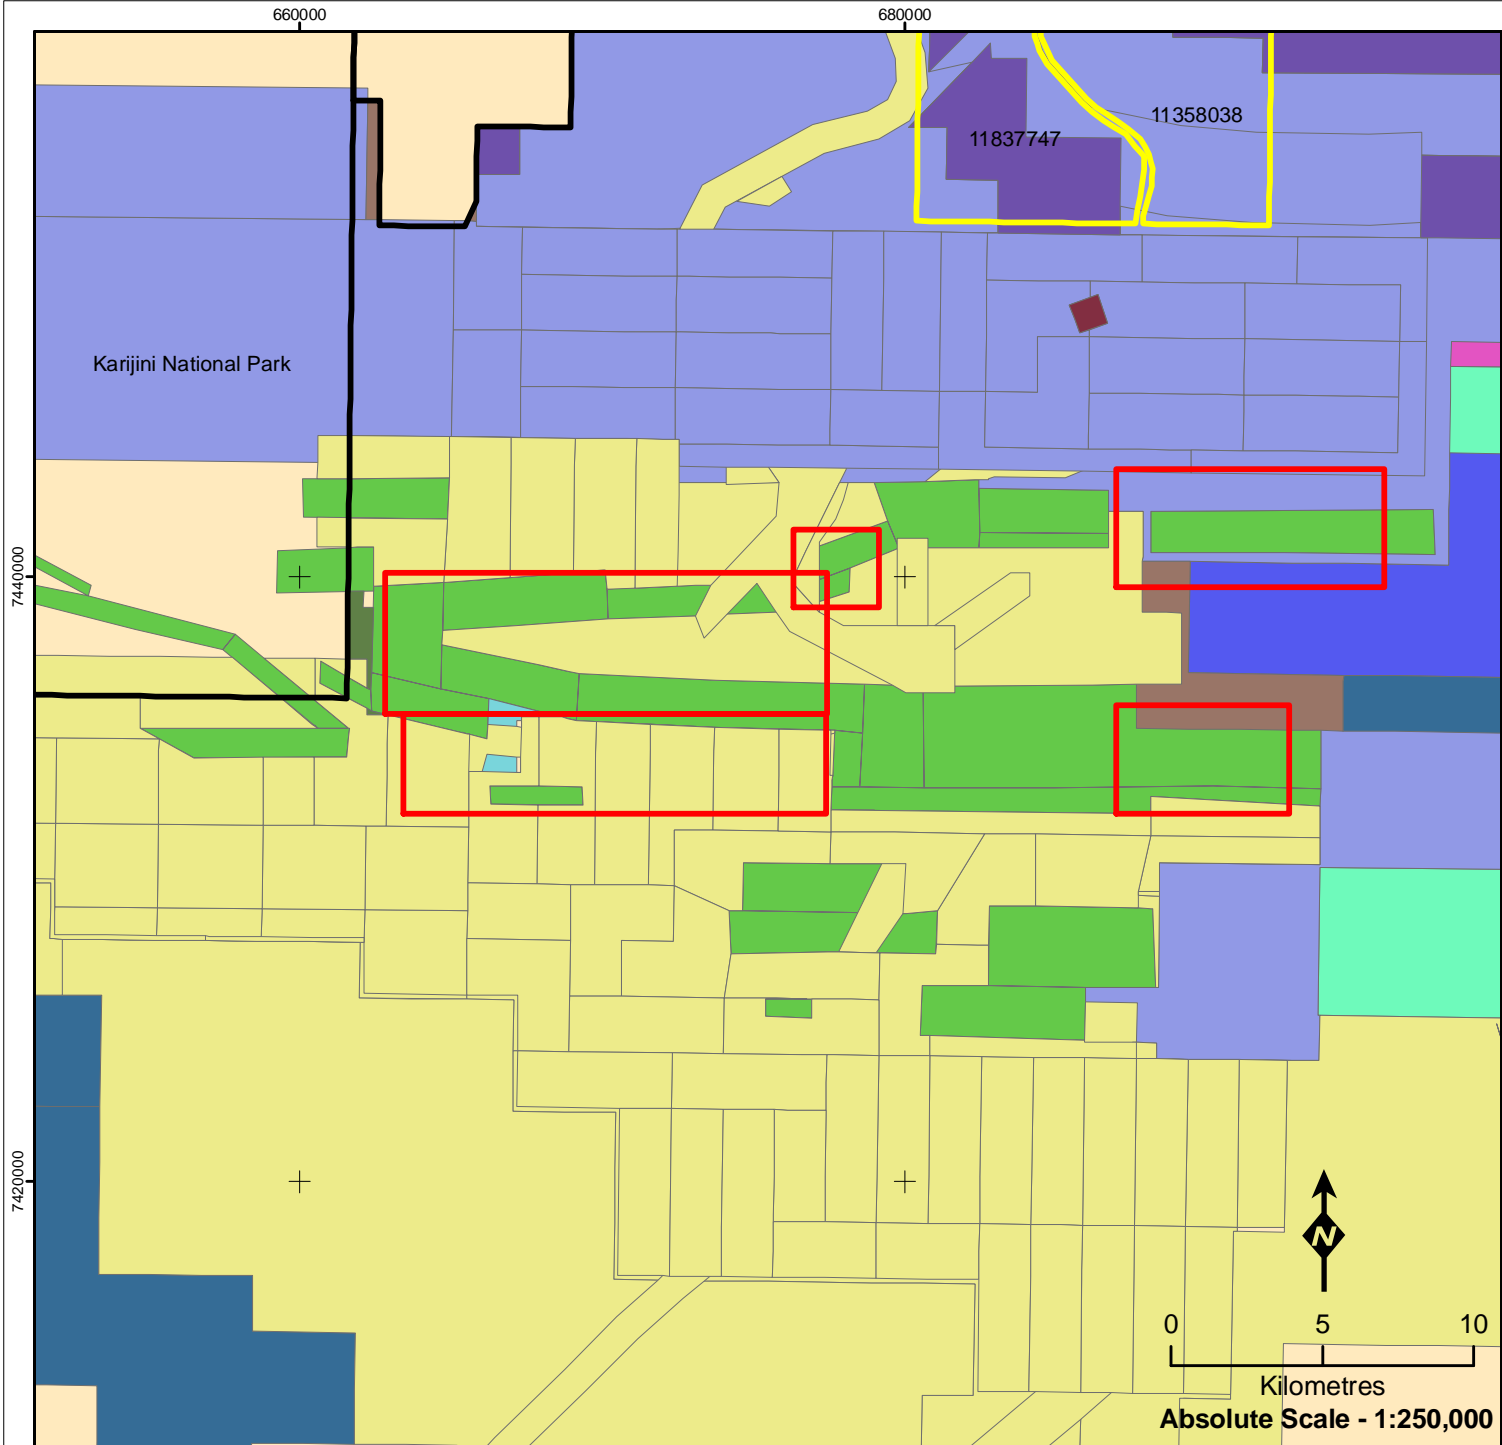 660000
680000
11358038
11837747
Karijini National Park
7440000
7420000
N
0 5 10
Kilometres
Absolute Scale - 1:250,000